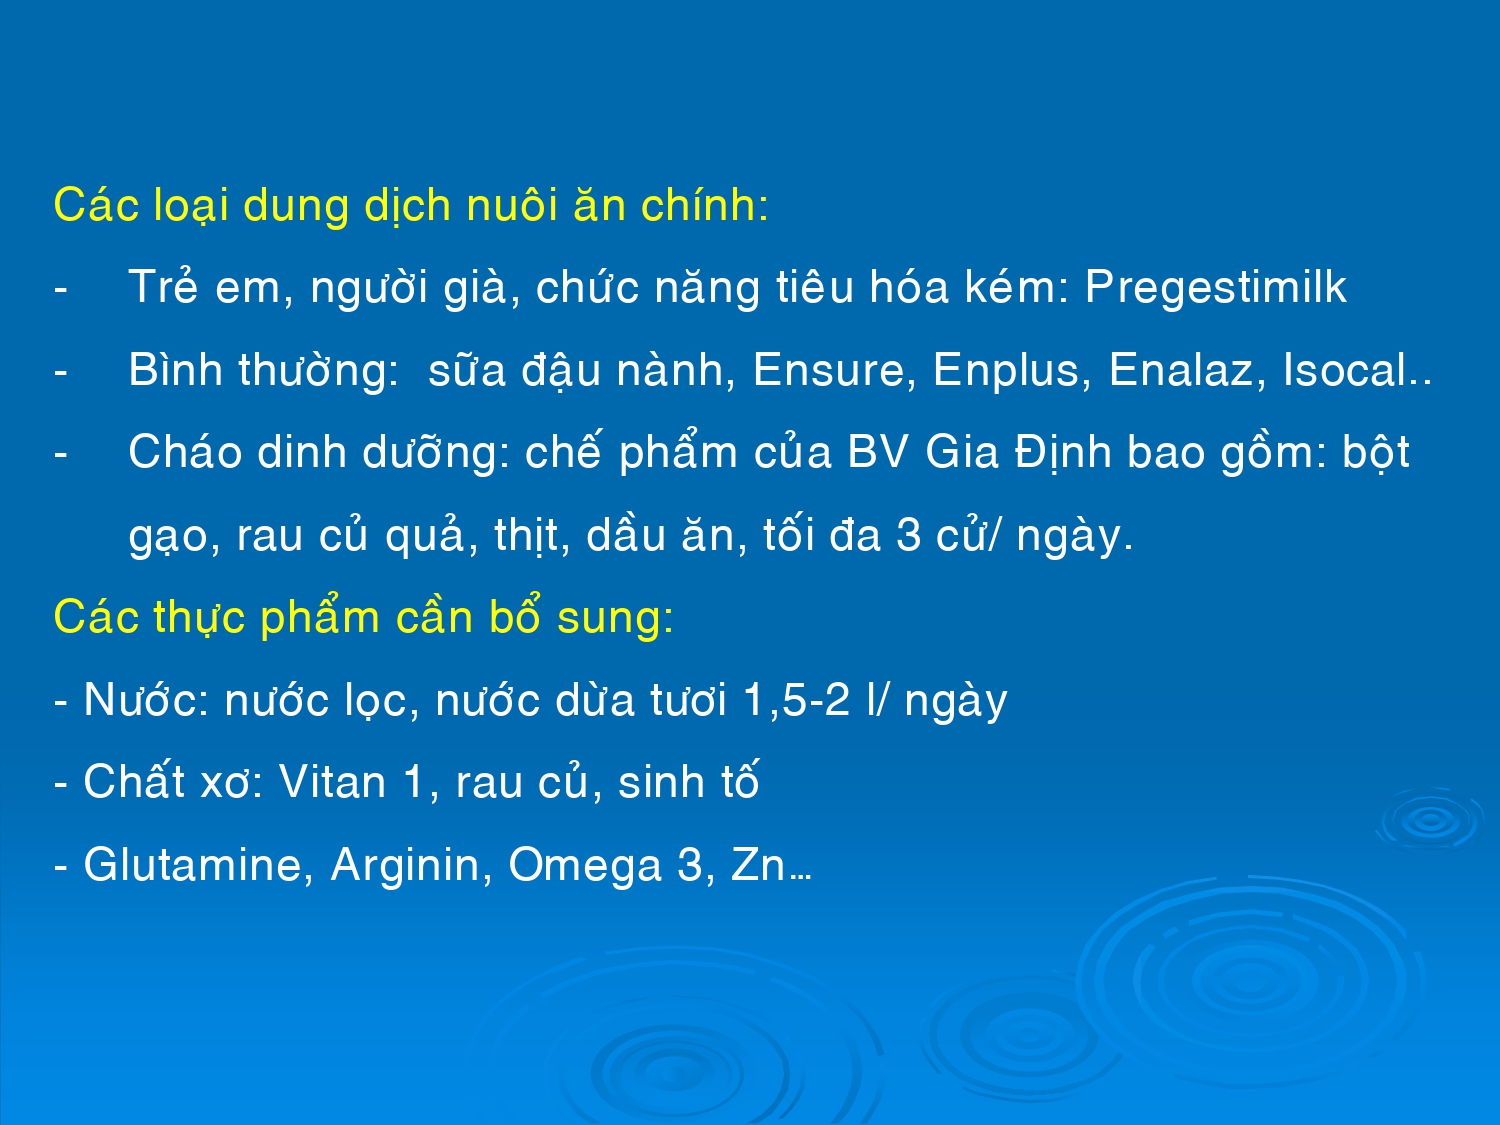 Các loại dung dịch nuôi ăn chính:
- Trẻ em, người già, chức năng tiêu hóa kém: Pregestimilk
- Bình thường: sữa đậu nành, Ensure, Enplus, Enalaz, Isocal..
- Cháo dinh dưỡng: chế phẩm của BV Gia Định bao gồm: bột
gạo, rau củ quả, thịt, dầu ăn, tối đa 3 cử/ ngày.
Các thực phẩm cần bổ sung:
- Nước: nước lọc, nước dừa tươi 1,5-2 l/ ngày
- Chất xơ: Vitan 1, rau củ, sinh tố
- Glutamine, Arginin, Omega 3, Zn…